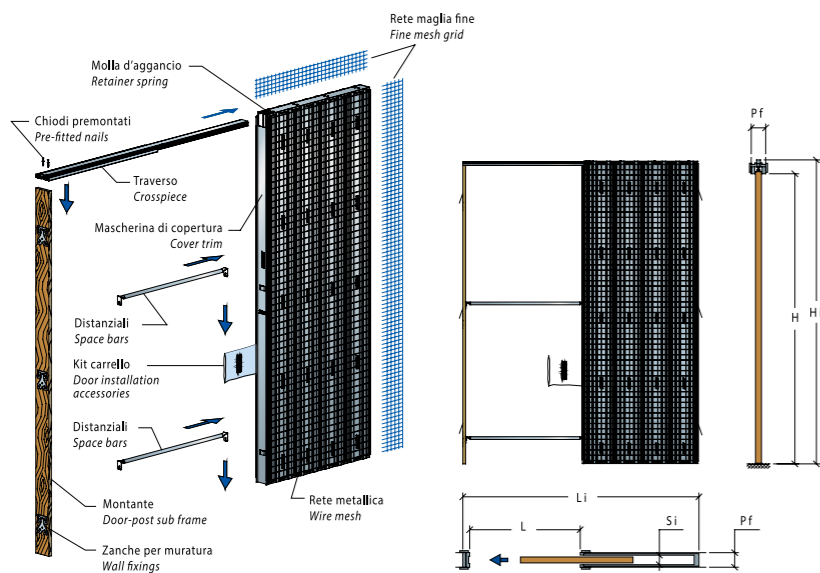 Rete maglia fine
Fine mesh grid
Molla d'aggancio
Retainer spring
Chiodi premontati
Pre-fitted nails
Traverso
Crosspiece
Mascherina di copertura
Cover trim
Distanziali
Space bars
Kit carrello
Door installation
accessories
Distanziali
Space bars
Montante
Door-post sub frame
Zanche per muratura
Wall fixings
Rete metallica
Wire mesh
Pf
H
Li
L
Si
Pf